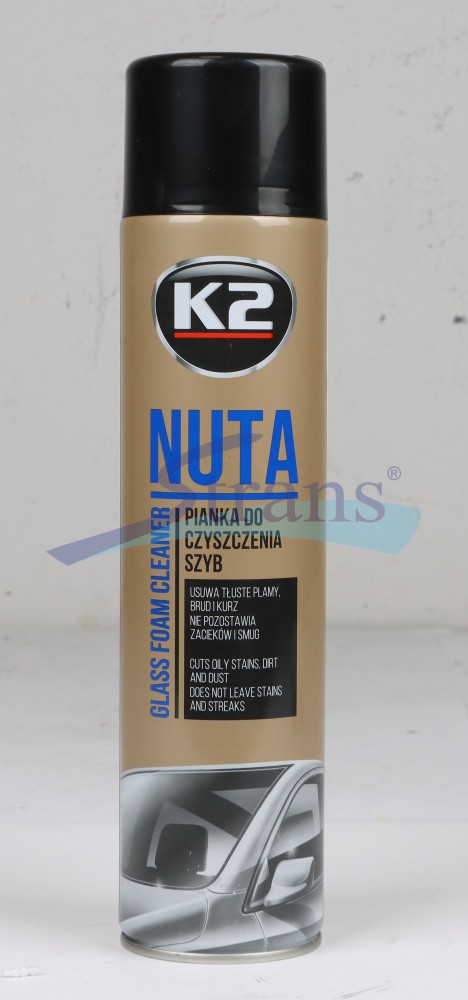 K2
NUTA
GLASS FOAM CLEANER
PIANKA DO
CZYSZCZENIA
SZYB
USUWA TŁUSTE PLAMY,
BRUD I KURZ
NIE POZOSTAWIA
ZACIEKÓW I SMUG
CUTS OILY STAINS, DIRT
AND DUST
DOES NOT LEAVE STAINS
AND STREAKS
Strans®